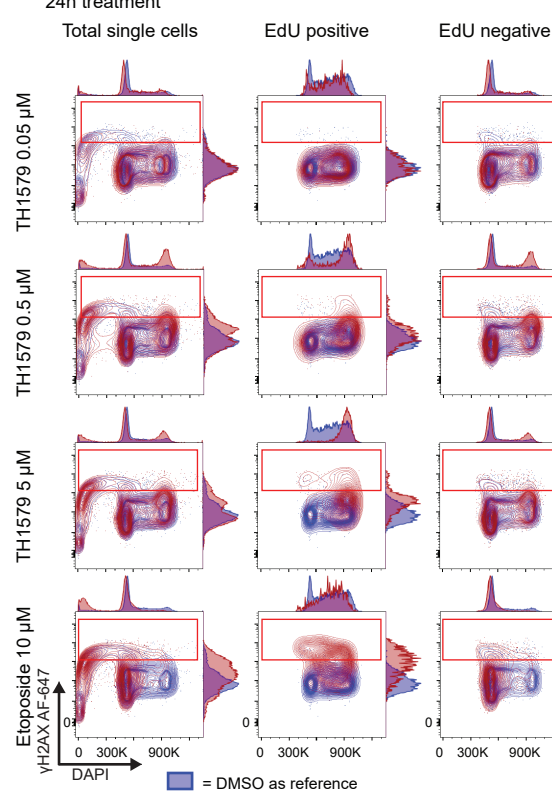 24h treatment
Total single cells EdU positive EdU negative
TH1579 0.05 µM
TH1579 0.5 µM
TH1579 5 µM
Etoposide 10 µM
γH2AX AF-647
0 0 0
0 300K 900K 0 300K 900K 0 300K 900K
DAPI
= DMSO as reference